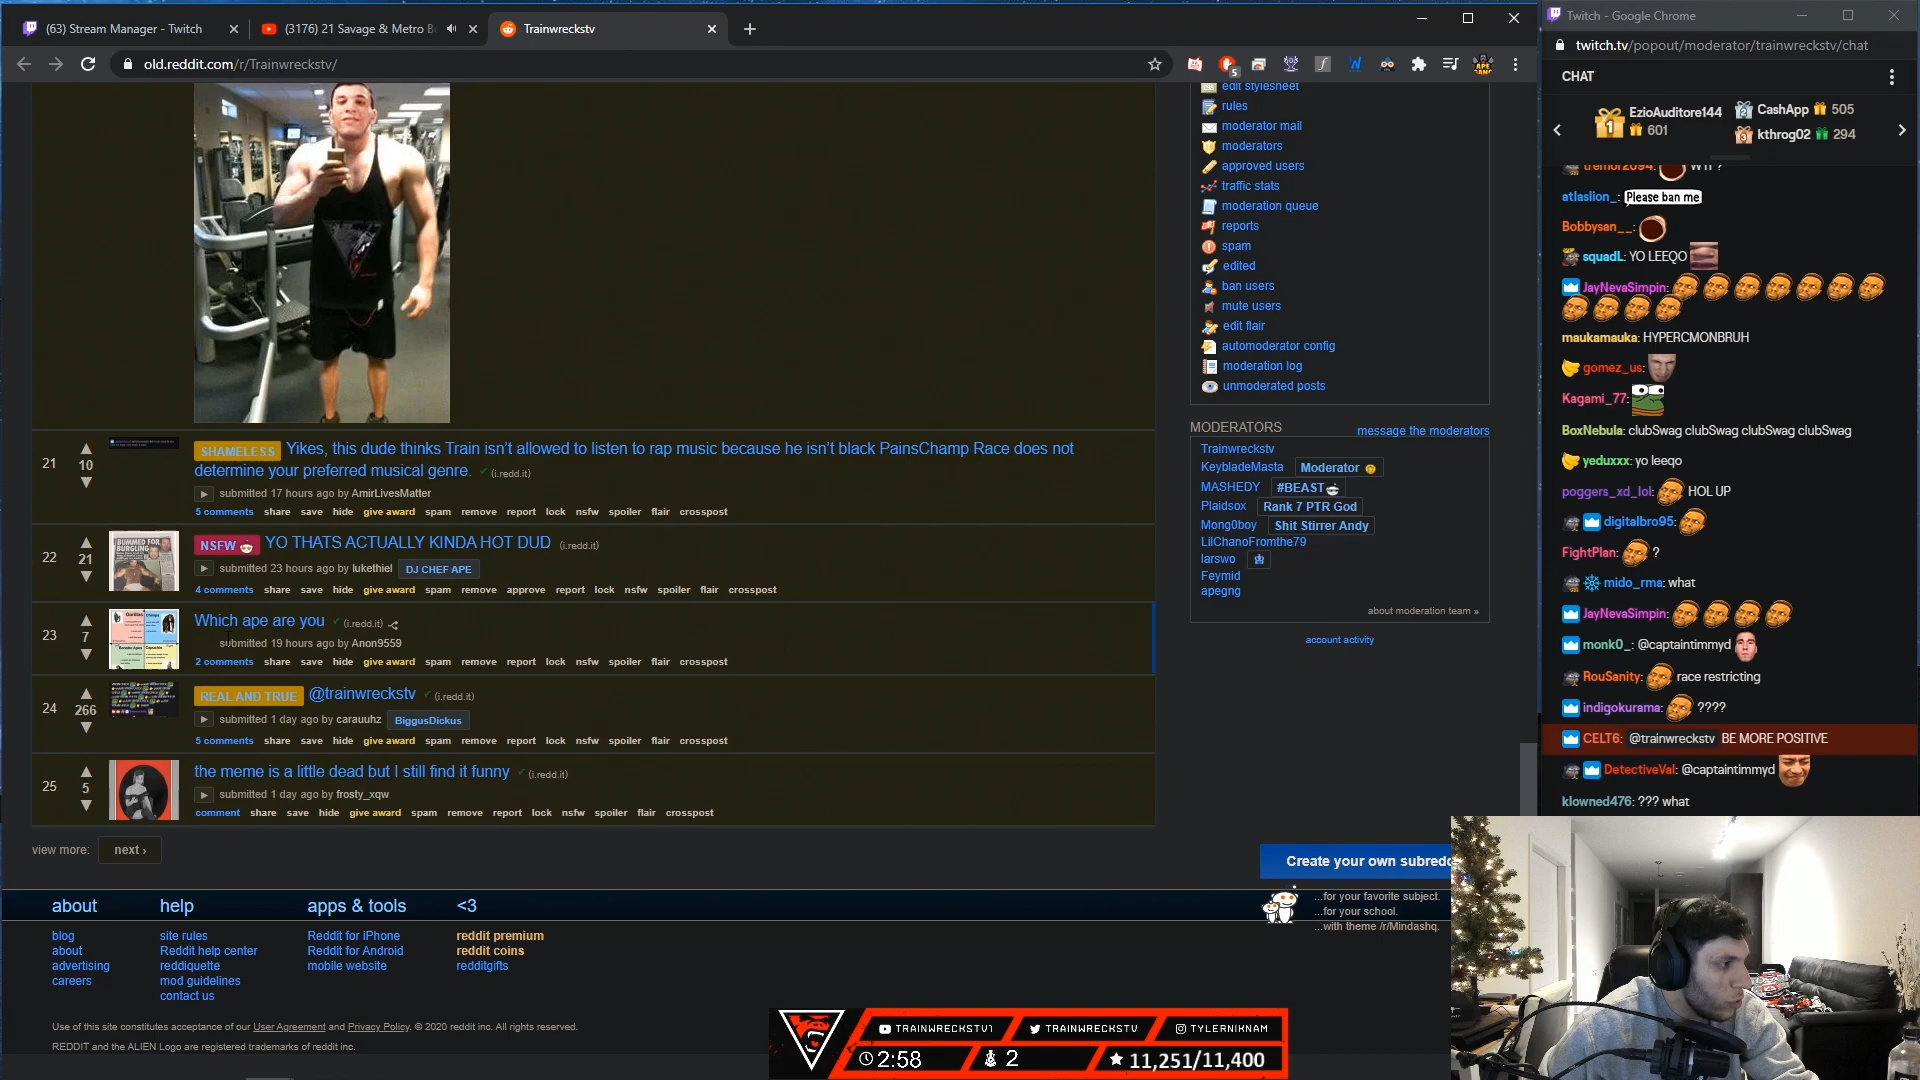 (63) Stream Manager - Twitch
(3176) 21 Savage & Metro Bo
Trainwreckstv
old.reddit.com/r/Trainwreckstv/
5
21
10
SHAMELESS Yikes, this dude thinks Train isn't allowed to listen to rap music because he isn't black PainsChamp Race does not
determine your preferred musical genre. (i.redd.it)
submitted 17 hours ago by AmirLivesMatter
5 comments share save hide give award spam remove report lock nsfw spoiler flair crosspost
22
21
NSFW YO THATS ACTUALLY KINDA HOT DUD (i.redd.it)
submitted 23 hours ago by lukethiel DJ CHEF APE
4 comments share save hide give award spam remove approve report lock nsfw spoiler flair crosspost
BUMMED FOR
BURGLING
23
7
Which ape are you (i.redd.it)
submitted 19 hours ago by Anon9559
2 comments share save hide give award spam remove report lock nsfw spoiler flair crosspost
24
266
REAL AND TRUE @trainwreckstv (i.redd.it)
submitted 1 day ago by carauuhz BiggusDickus
5 comments share save hide give award spam remove report lock nsfw spoiler flair crosspost
25
5
the meme is a little dead but I still find it funny (i.redd.it)
submitted 1 day ago by frosty_xqw
comment share save hide give award spam remove report lock nsfw spoiler flair crosspost
view more: next ›
edit stylesheet
rules
moderator mail
moderators
approved users
traffic stats
moderation queue
reports
spam
edited
ban users
mute users
edit flair
automoderator config
moderation log
unmoderated posts
MODERATORS
message the moderators
Trainwreckstv
KeybladeMasta Moderator
MASHEDY #BEAST
Plaidsox Rank 7 PTR God
Mong0boy Shit Stirrer Andy
LilChanoFromthe79
larswo
Feymid
apegng
about moderation team »
account activity
Create your own subredd
...for your favorite subject.
...for your school.
...with theme /r/Mindashq.
about
blog
about
advertising
careers
help
site rules
Reddit help center
reddiquette
mod guidelines
contact us
apps & tools
Reddit for iPhone
Reddit for Android
mobile website
<3
reddit premium
reddit coins
redditgifts
Use of this site constitutes acceptance of our User Agreement and Privacy Policy. © 2020 reddit inc. All rights reserved.
REDDIT and the ALIEN Logo are registered trademarks of reddit inc.
Twitch - Google Chrome
twitch.tv/popout/moderator/trainwreckstv/chat
CHAT
1 EzioAuditore144 601
2 CashApp 505
3 kthrog02 294
tremor2094: WTF?
atlaslion_: Please ban me
Bobbysan__:
squadL: YO LEEQO
JayNevaSimpin:
maukamauka: HYPERCMONBRUH
gomez_us:
Kagami_77:
BoxNebula: clubSwag clubSwag clubSwag clubSwag
yeduxxx: yo leeqo
poggers_xd_lol: HOL UP
digitalbro95:
FightPlan: ?
mido_rma: what
JayNevaSimpin:
monk0_: @captaintimmyd
RouSanity: race restricting
indigokurama: ????
CELT6: @trainwreckstv BE MORE POSITIVE
DetectiveVal: @captaintimmyd
klowned476: ??? what
TRAINWRECKSTV1 TRAINWRECKSTV TYLERNIKNAM
2:58 2 11,251/11,400